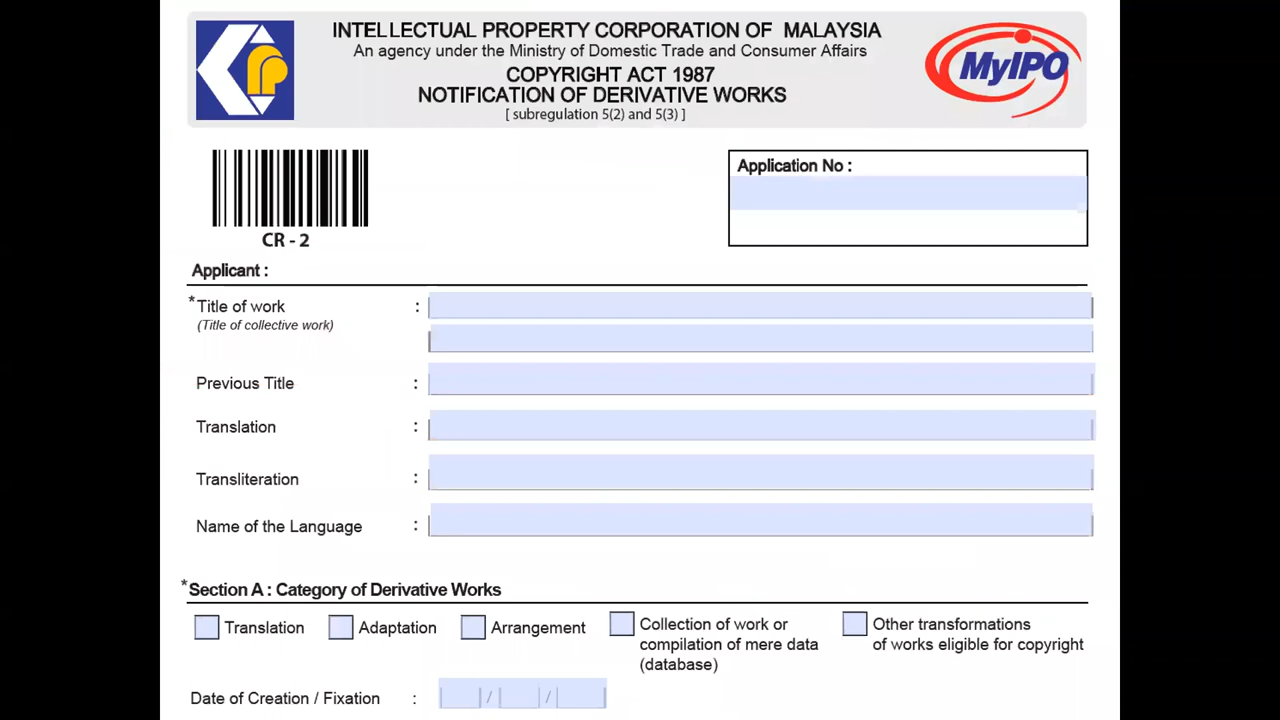 INTELLECTUAL PROPERTY CORPORATION OF MALAYSIA
An agency under the Ministry of Domestic Trade and Consumer Affairs
COPYRIGHT ACT 1987
NOTIFICATION OF DERIVATIVE WORKS
[ subregulation 5(2) and 5(3) ]
MyIPO
CR - 2
Application No :
Applicant :
*Title of work :
(Title of collective work)
Previous Title :
Translation :
Transliteration :
Name of the Language :
*Section A : Category of Derivative Works
Translation Adaptation Arrangement Collection of work or compilation of mere data (database) Other transformations of works eligible for copyright
Date of Creation / Fixation : / /